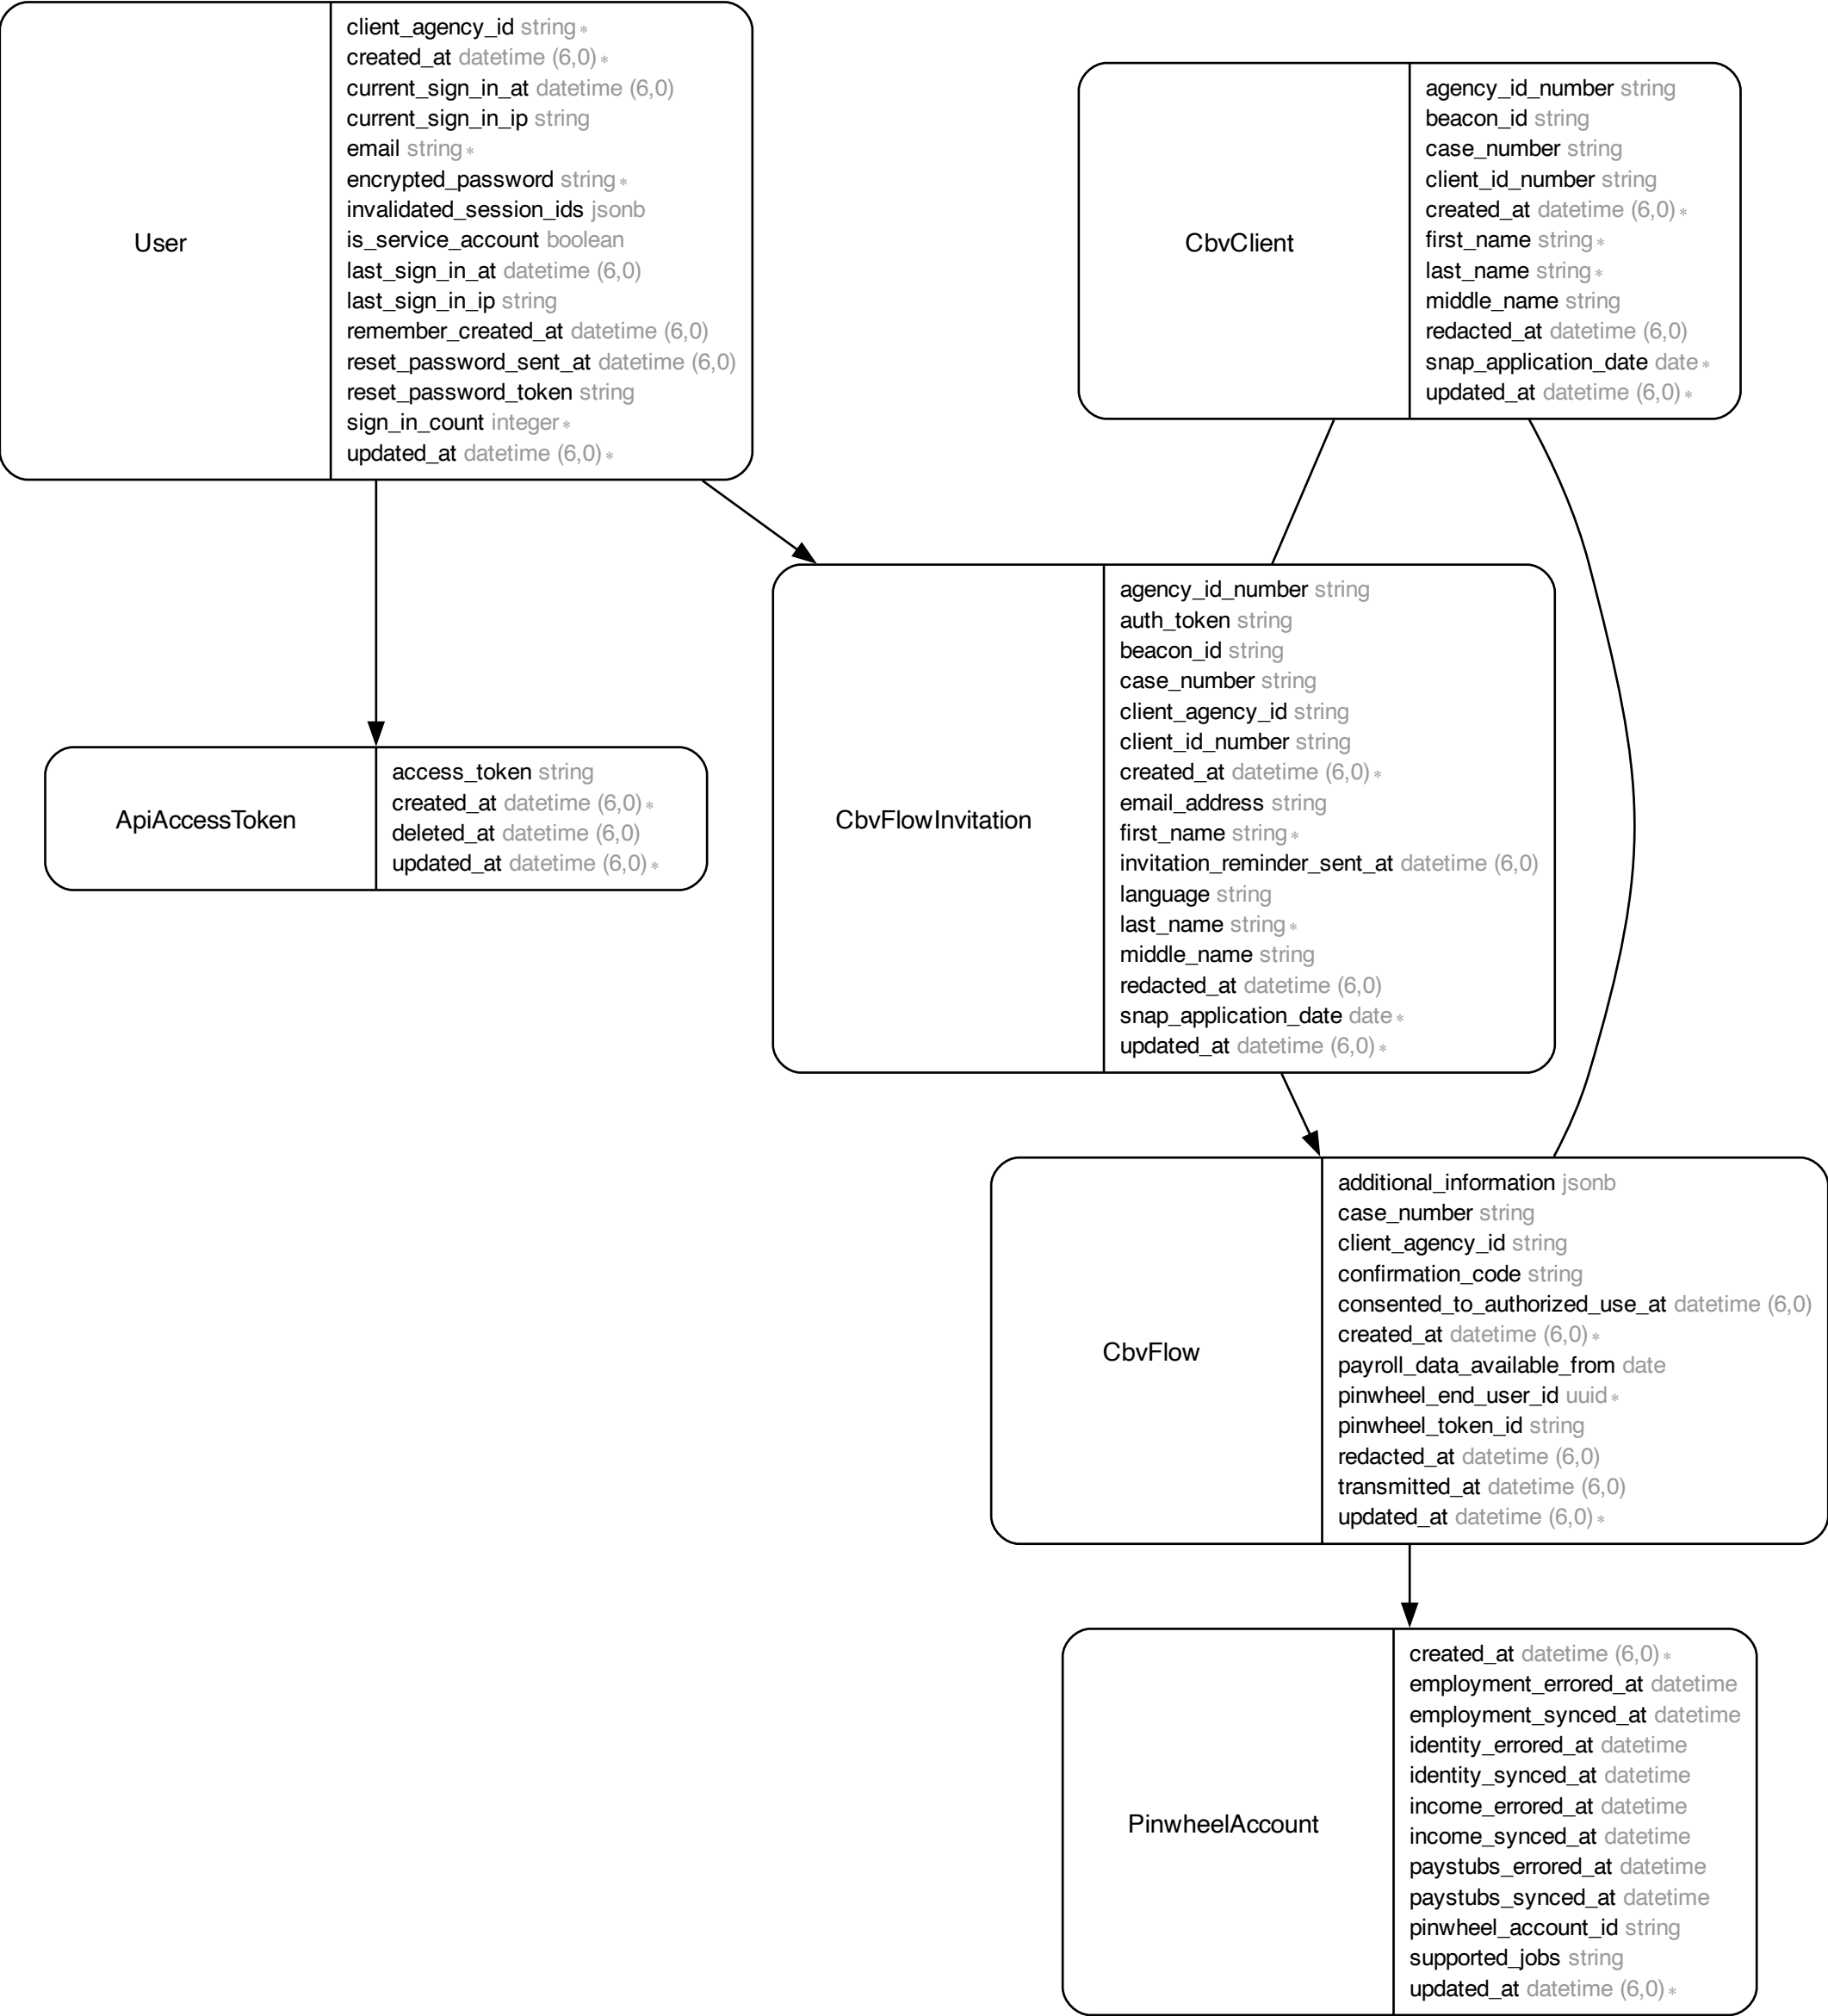 User
client_agency_id string *
created_at datetime (6,0) *
current_sign_in_at datetime (6,0)
current_sign_in_ip string
email string *
encrypted_password string *
invalidated_session_ids jsonb
is_service_account boolean
last_sign_in_at datetime (6,0)
last_sign_in_ip string
remember_created_at datetime (6,0)
reset_password_sent_at datetime (6,0)
reset_password_token string
sign_in_count integer *
updated_at datetime (6,0) *
CbvClient
agency_id_number string
beacon_id string
case_number string
client_id_number string
created_at datetime (6,0) *
first_name string *
last_name string *
middle_name string
redacted_at datetime (6,0)
snap_application_date date *
updated_at datetime (6,0) *
ApiAccessToken
access_token string
created_at datetime (6,0) *
deleted_at datetime (6,0)
updated_at datetime (6,0) *
CbvFlowInvitation
agency_id_number string
auth_token string
beacon_id string
case_number string
client_agency_id string
client_id_number string
created_at datetime (6,0) *
email_address string
first_name string *
invitation_reminder_sent_at datetime (6,0)
language string
last_name string *
middle_name string
redacted_at datetime (6,0)
snap_application_date date *
updated_at datetime (6,0) *
CbvFlow
additional_information jsonb
case_number string
client_agency_id string
confirmation_code string
consented_to_authorized_use_at datetime (6,0)
created_at datetime (6,0) *
payroll_data_available_from date
pinwheel_end_user_id uuid *
pinwheel_token_id string
redacted_at datetime (6,0)
transmitted_at datetime (6,0)
updated_at datetime (6,0) *
PinwheelAccount
created_at datetime (6,0) *
employment_errored_at datetime
employment_synced_at datetime
identity_errored_at datetime
identity_synced_at datetime
income_errored_at datetime
income_synced_at datetime
paystubs_errored_at datetime
paystubs_synced_at datetime
pinwheel_account_id string
supported_jobs string
updated_at datetime (6,0) *